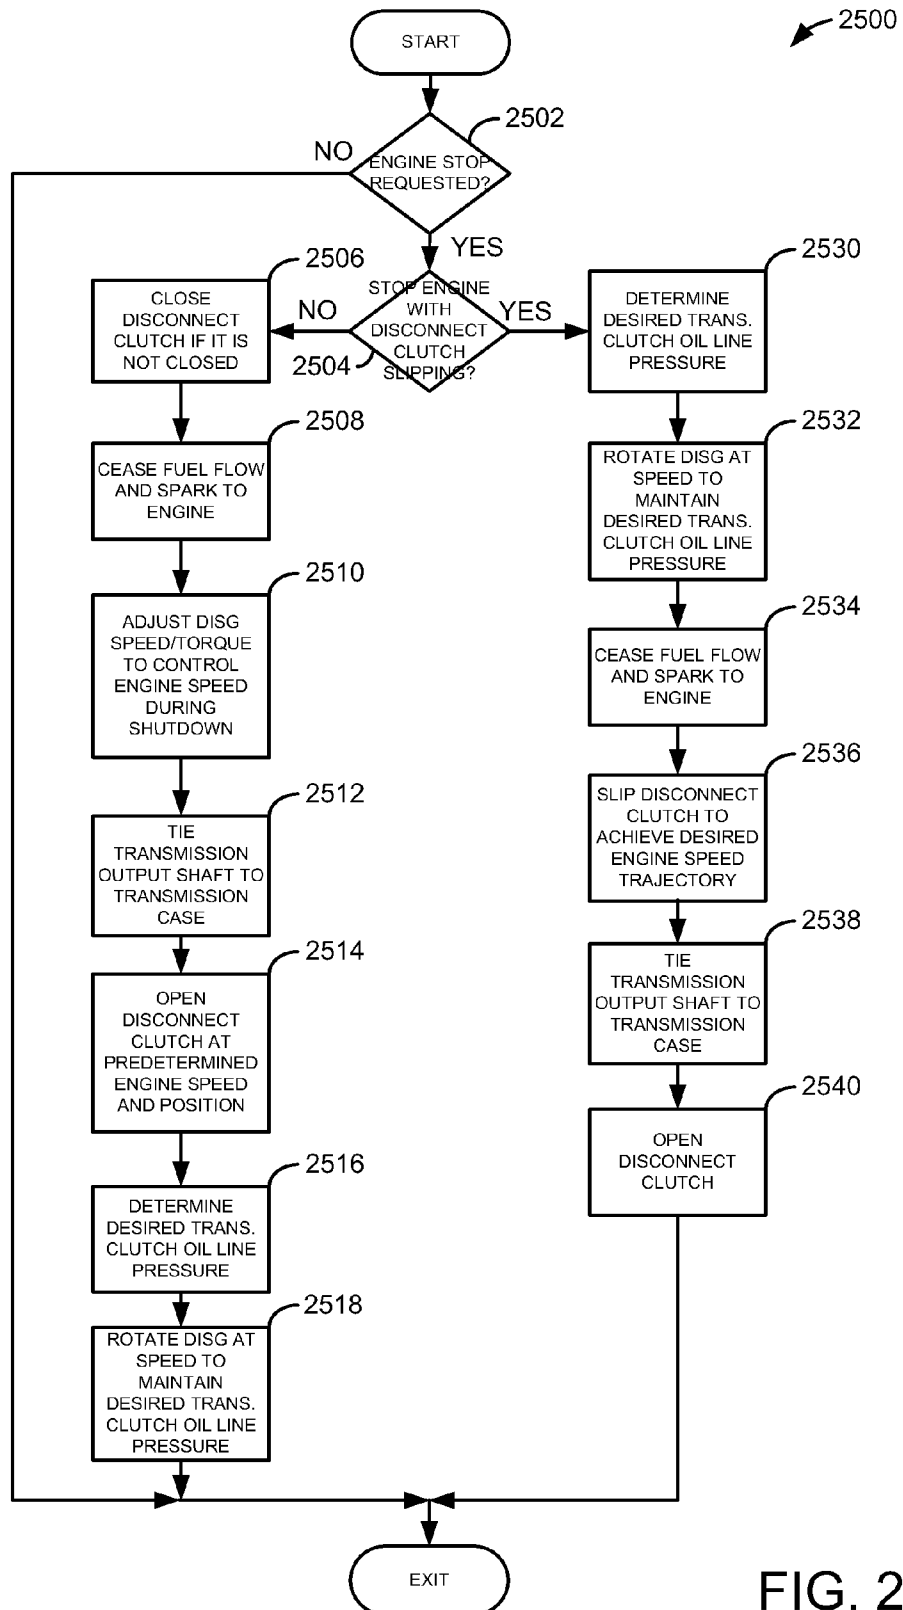 2500
START
2502
NO
ENGINE STOP
REQUESTED?
YES
2506
CLOSE
DISCONNECT
CLUTCH IF IT IS
NOT CLOSED
NO
STOP ENGINE
WITH
DISCONNECT
CLUTCH
SLIPPING?
2504
YES
2530
DETERMINE
DESIRED TRANS.
CLUTCH OIL LINE
PRESSURE
2508
CEASE FUEL FLOW
AND SPARK TO
ENGINE
2532
ROTATE DISG AT
SPEED TO
MAINTAIN
DESIRED TRANS.
CLUTCH OIL LINE
PRESSURE
2510
ADJUST DISG
SPEED/TORQUE
TO CONTROL
ENGINE SPEED
DURING
SHUTDOWN
2534
CEASE FUEL FLOW
AND SPARK TO
ENGINE
2536
SLIP DISCONNECT
CLUTCH TO
ACHIEVE DESIRED
ENGINE SPEED
TRAJECTORY
2512
TIE
TRANSMISSION
OUTPUT SHAFT TO
TRANSMISSION
CASE
2538
TIE
TRANSMISSION
OUTPUT SHAFT TO
TRANSMISSION
CASE
2514
OPEN
DISCONNECT
CLUTCH AT
PREDETERMINED
ENGINE SPEED
AND POSITION
2540
OPEN
DISCONNECT
CLUTCH
2516
DETERMINE
DESIRED TRANS.
CLUTCH OIL LINE
PRESSURE
2518
ROTATE DISG AT
SPEED TO
MAINTAIN
DESIRED TRANS.
CLUTCH OIL LINE
PRESSURE
EXIT
FIG. 2